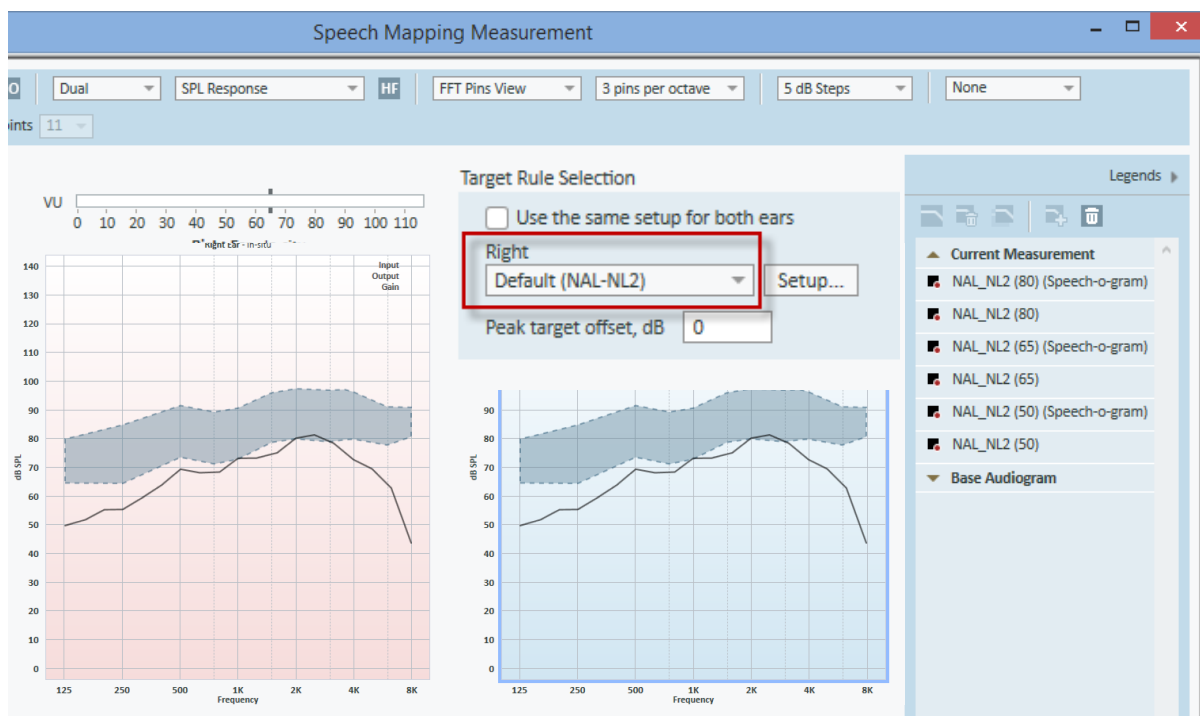 Speech Mapping Measurement
O Dual SPL Response HF FFT Pins View 3 pins per octave 5 dB Steps None
ints 11
Target Rule Selection
Use the same setup for both ears
Right
Default (NAL-NL2) Setup...
Peak target offset, dB 0
VU
0 10 20 30 40 50 60 70 80 90 100 110
Input
Output
Gain
140
130
120
110
100
90
80
70
60
50
40
30
20
10
0
dB SPL
125 250 500 1K 2K 4K 8K
Frequency
90
80
70
60
50
40
30
20
10
0
dB SPL
125 250 500 1K 2K 4K 8K
Frequency
Legends
Current Measurement
NAL_NL2 (80) (Speech-o-gram)
NAL_NL2 (80)
NAL_NL2 (65) (Speech-o-gram)
NAL_NL2 (65)
NAL_NL2 (50) (Speech-o-gram)
NAL_NL2 (50)
Base Audiogram